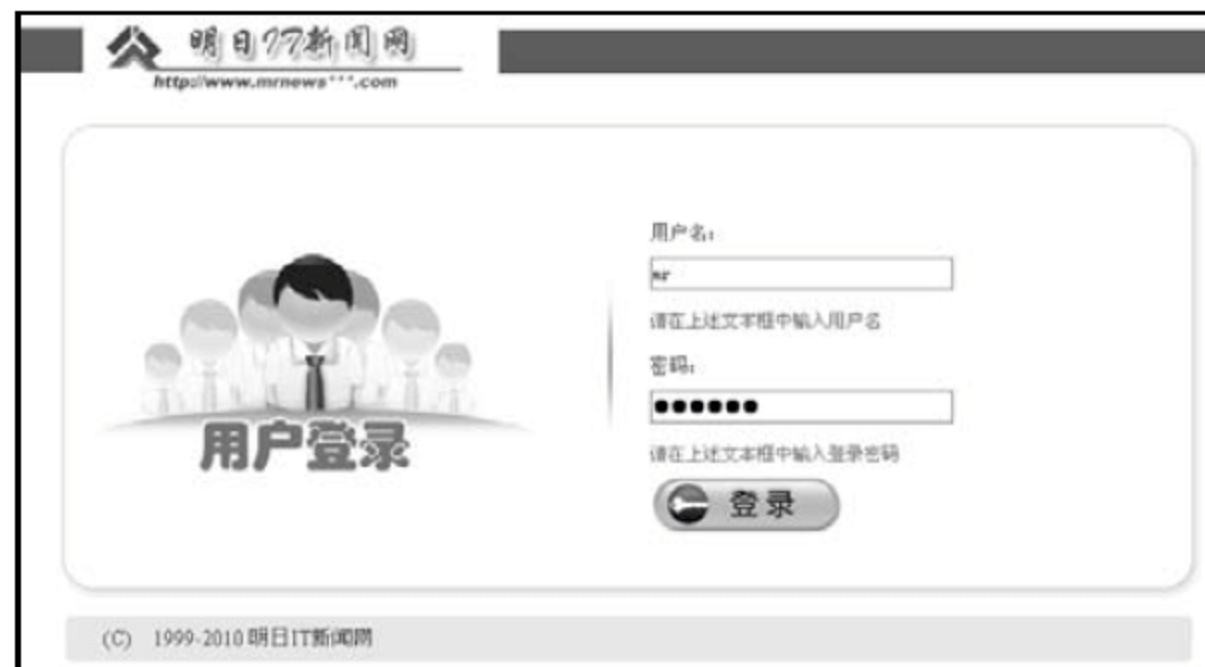 明日IT新闻网
http://www.mrnews***.com
用户名：
mr
请在上述文本框中输入用户名
密码：
●●●●●●
请在上述文本框中输入登录密码
登录
用户登录
(C) 1999-2010 明日IT新闻网